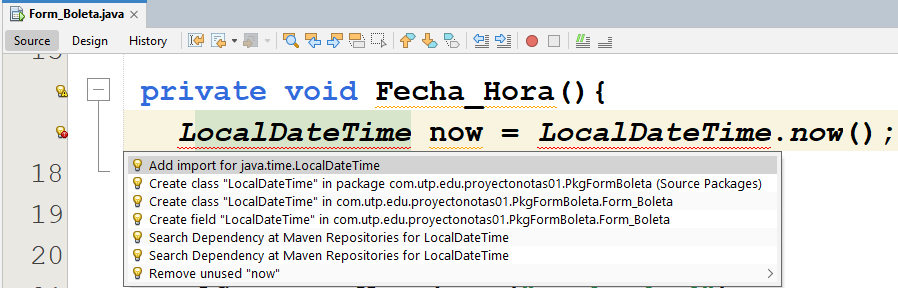 Form_Boleta.java
Source Design History
private void Fecha_Hora(){
LocalDateTime now = LocalDateTime.now();
Add import for java.time.LocalDateTime
18 Create class "LocalDateTime" in package com.utp.edu.proyectonotas01.PkgFormBoleta (Source Packages)
Create class "LocalDateTime" in com.utp.edu.proyectonotas01.PkgFormBoleta.Form_Boleta
19 Create field "LocalDateTime" in com.utp.edu.proyectonotas01.PkgFormBoleta.Form_Boleta
Search Dependency at Maven Repositories for LocalDateTime
20 Search Dependency at Maven Repositories for LocalDateTime
Remove unused "now"